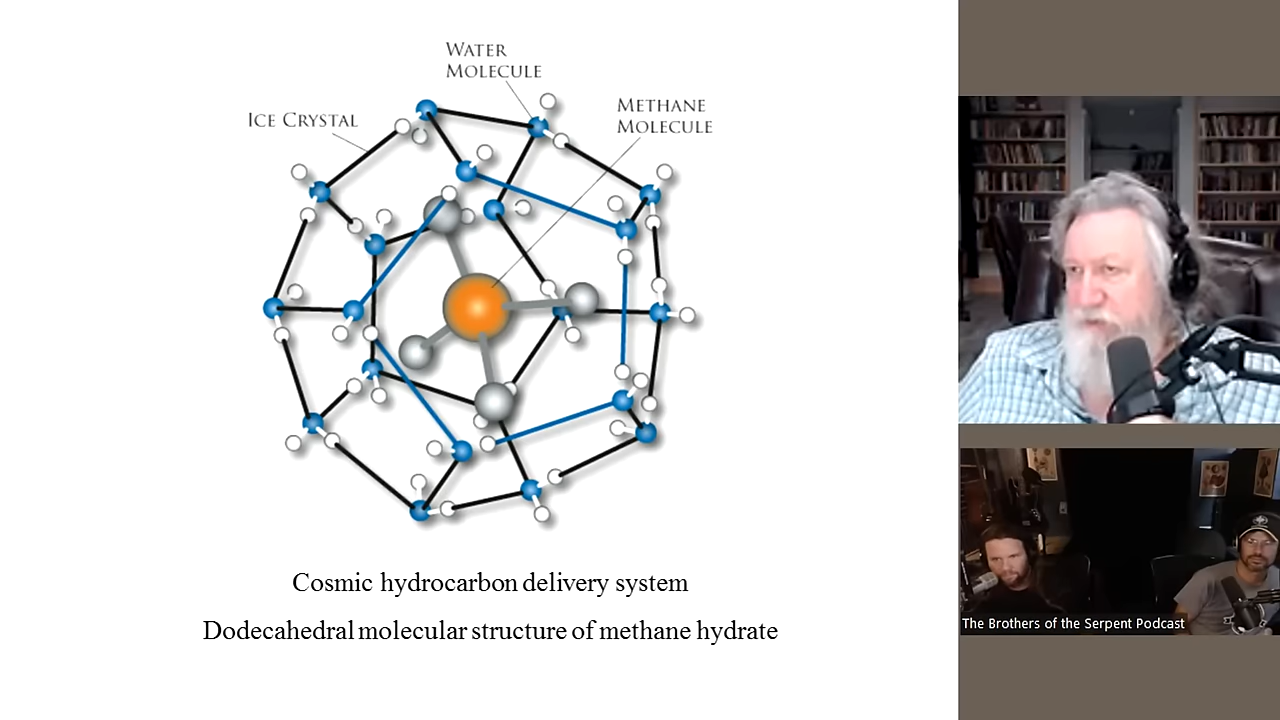 WATER
MOLECULE
METHANE
MOLECULE
ICE CRYSTAL
Cosmic hydrocarbon delivery system
Dodecahedral molecular structure of methane hydrate
The Brothers of the Serpent Podcast